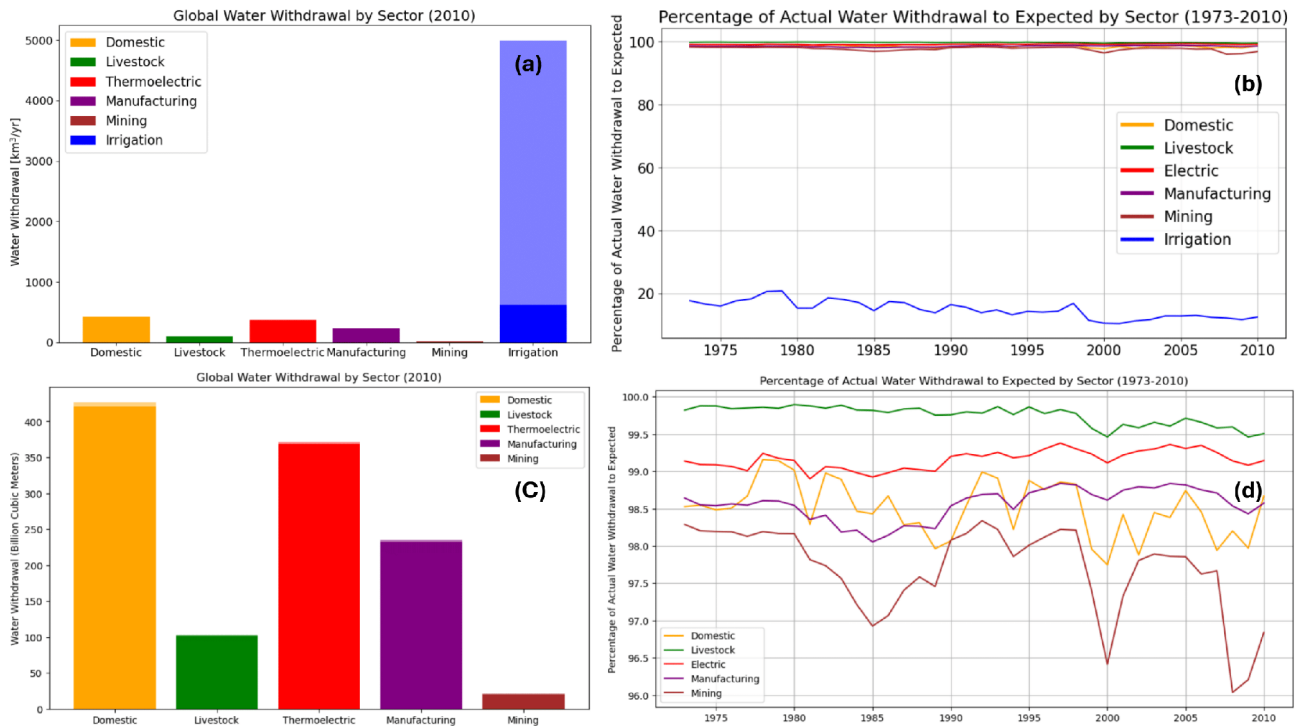 Global Water Withdrawal by Sector (2010)
Water Withdrawal [km³/yr]
5000
4000
3000
2000
1000
0
Domestic
Livestock
Thermoelectric
Manufacturing
Mining
Irrigation
(a)
Domestic
Livestock
Thermoelectric
Manufacturing
Mining
Irrigation
Percentage of Actual Water Withdrawal to Expected by Sector (1973-2010)
Percentage of Actual Water Withdrawal to Expected
100
80
60
40
20
(b)
Domestic
Livestock
Electric
Manufacturing
Mining
Irrigation
1975
1980
1985
1990
1995
2000
2005
2010
Global Water Withdrawal by Sector (2010)
Water Withdrawal (Billion Cubic Meters)
400
350
300
250
200
150
100
50
0
Domestic
Livestock
Thermoelectric
Manufacturing
Mining
(C)
Domestic
Livestock
Thermoelectric
Manufacturing
Mining
Percentage of Actual Water Withdrawal to Expected by Sector (1973-2010)
Percentage of Actual Water Withdrawal to Expected
100.0
99.5
99.0
98.5
98.0
97.5
97.0
96.5
96.0
(d)
Domestic
Livestock
Electric
Manufacturing
Mining
1975
1980
1985
1990
1995
2000
2005
2010